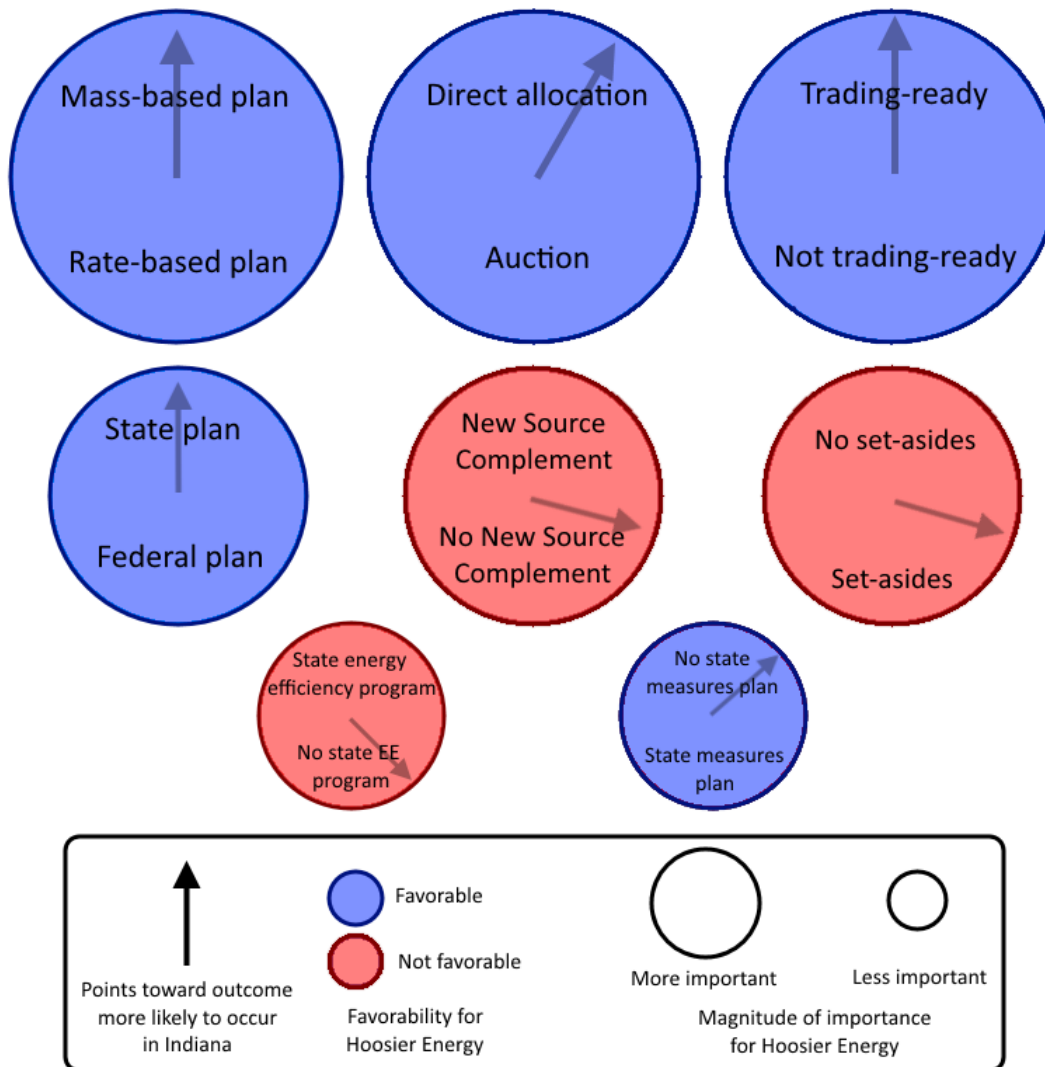 Mass-based plan
Direct allocation
Trading-ready
Rate-based plan
Auction
Not trading-ready
State plan
Federal plan
New Source
Complement
No New Source
Complement
No set-asides
Set-asides
State energy
efficiency program
No state EE
program
No state
measures plan
State measures
plan
Points toward outcome
more likely to occur
in Indiana
Favorable
Not favorable
Favorability for
Hoosier Energy
More important
Less important
Magnitude of importance
for Hoosier Energy